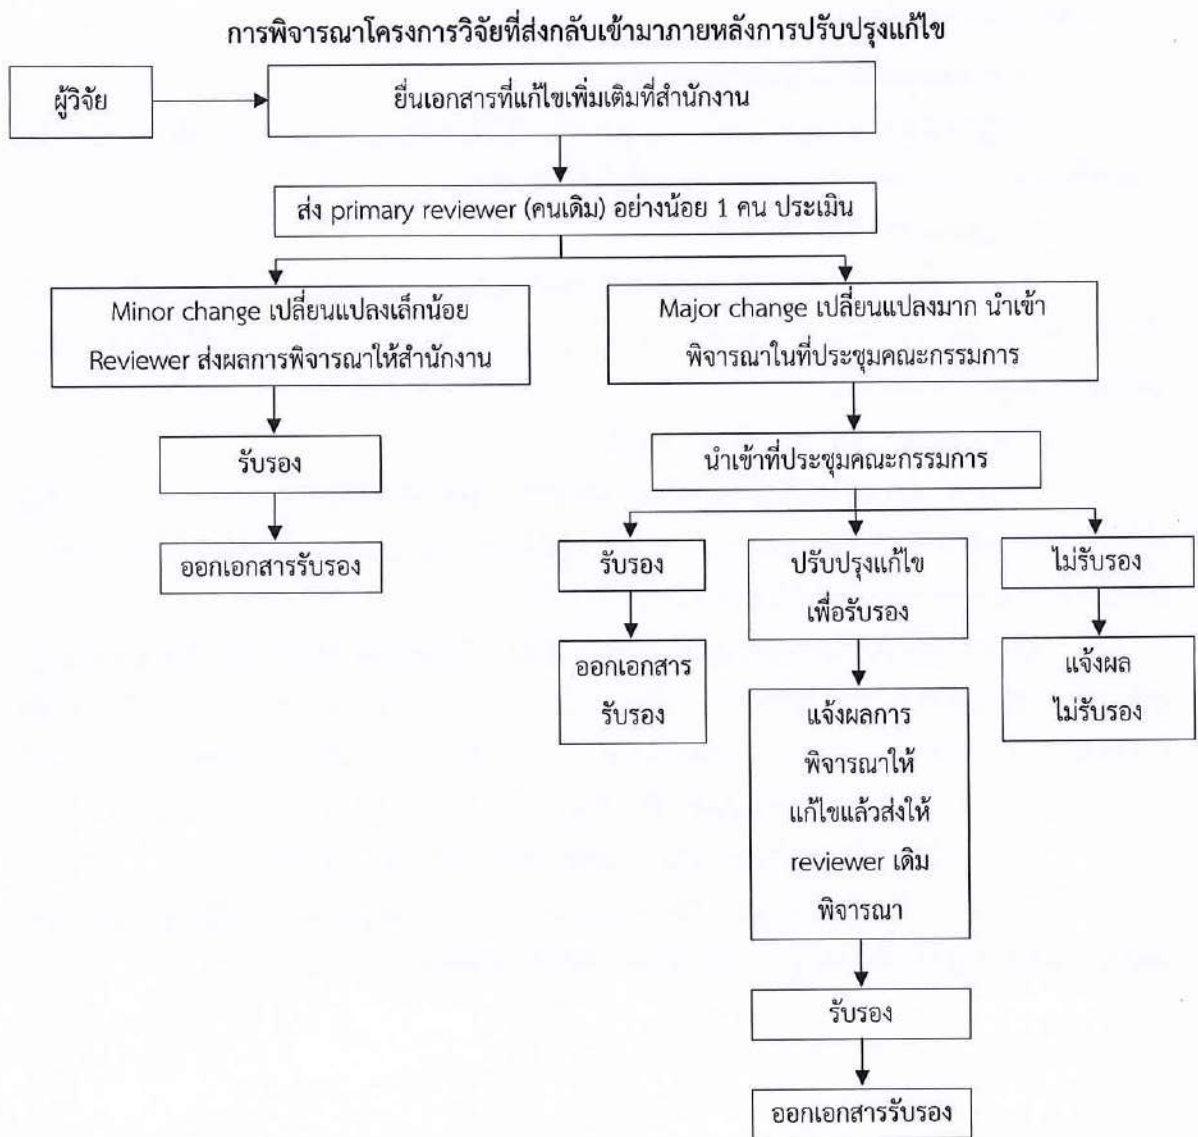 การพิจารณาโครงการวิจัยที่ส่งกลับเข้ามาภายหลังการปรับปรุงแก้ไข
ผู้วิจัย
ยื่นเอกสารที่แก้ไขเพิ่มเติมที่สำนักงาน
ส่ง primary reviewer (คนเดิม) อย่างน้อย 1 คน ประเมิน
Minor change เปลี่ยนแปลงเล็กน้อย
Reviewer ส่งผลการพิจารณาให้สำนักงาน
Major change เปลี่ยนแปลงมาก นำเข้า
พิจารณาในที่ประชุมคณะกรรมการ
รับรอง
ออกเอกสารรับรอง
นำเข้าที่ประชุมคณะกรรมการ
รับรอง
ออกเอกสาร
รับรอง
ปรับปรุงแก้ไข
เพื่อรับรอง
แจ้งผลการ
พิจารณาให้
แก้ไขแล้วส่งให้
reviewer เดิม
พิจารณา
รับรอง
ออกเอกสารรับรอง
ไม่รับรอง
แจ้งผล
ไม่รับรอง